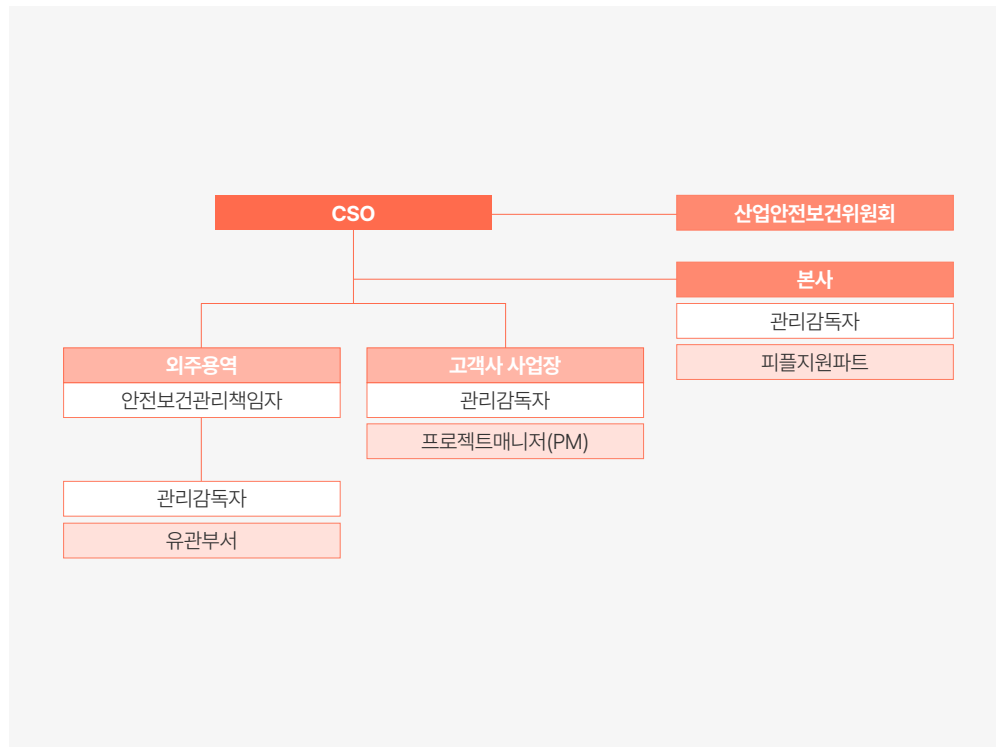 CSO
산업안전보건위원회
본사
관리감독자
피플지원파트
외주용역
안전보건관리책임자
관리감독자
유관부서
고객사 사업장
관리감독자
프로젝트매니저(PM)